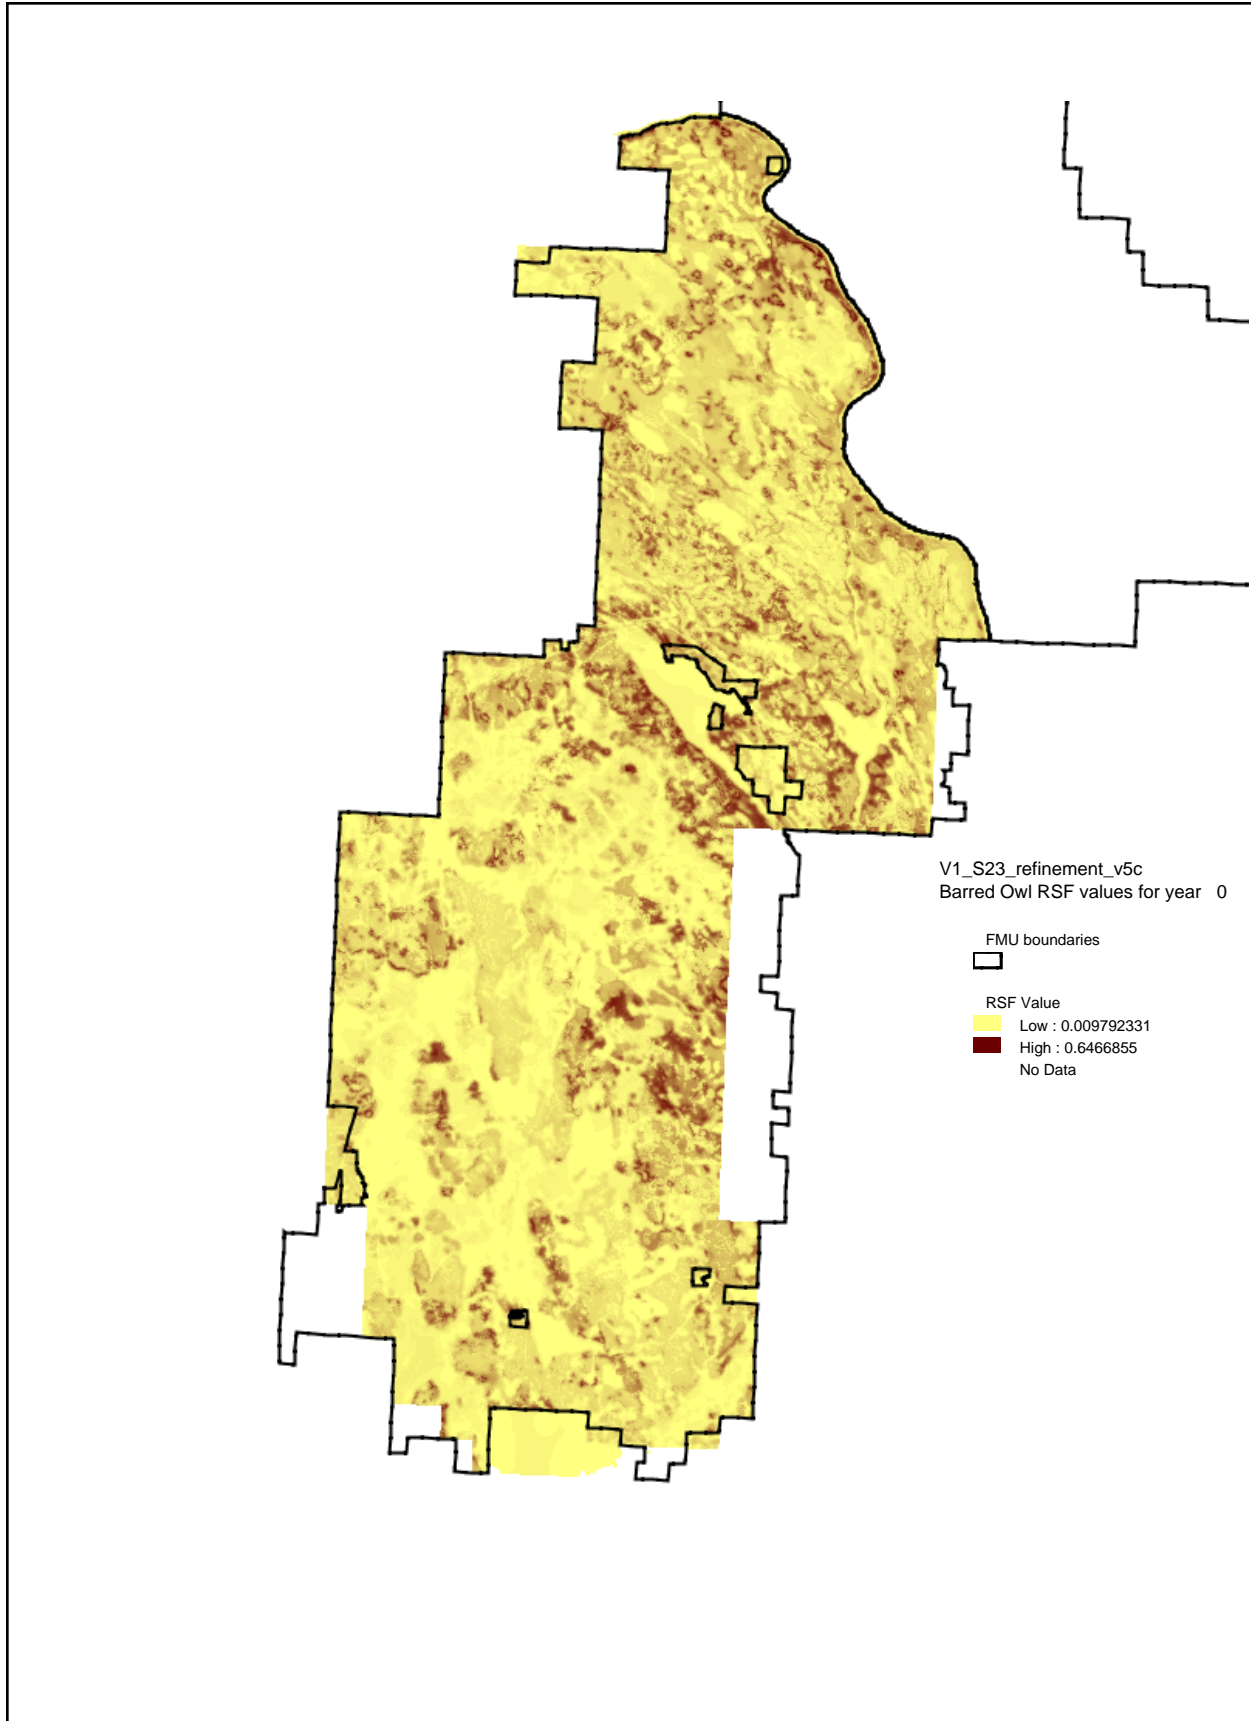 V1_S23_refinement_v5c
Barred Owl RSF values for year 0
FMU boundaries
RSF Value
Low : 0.009792331
High : 0.6466855
No Data